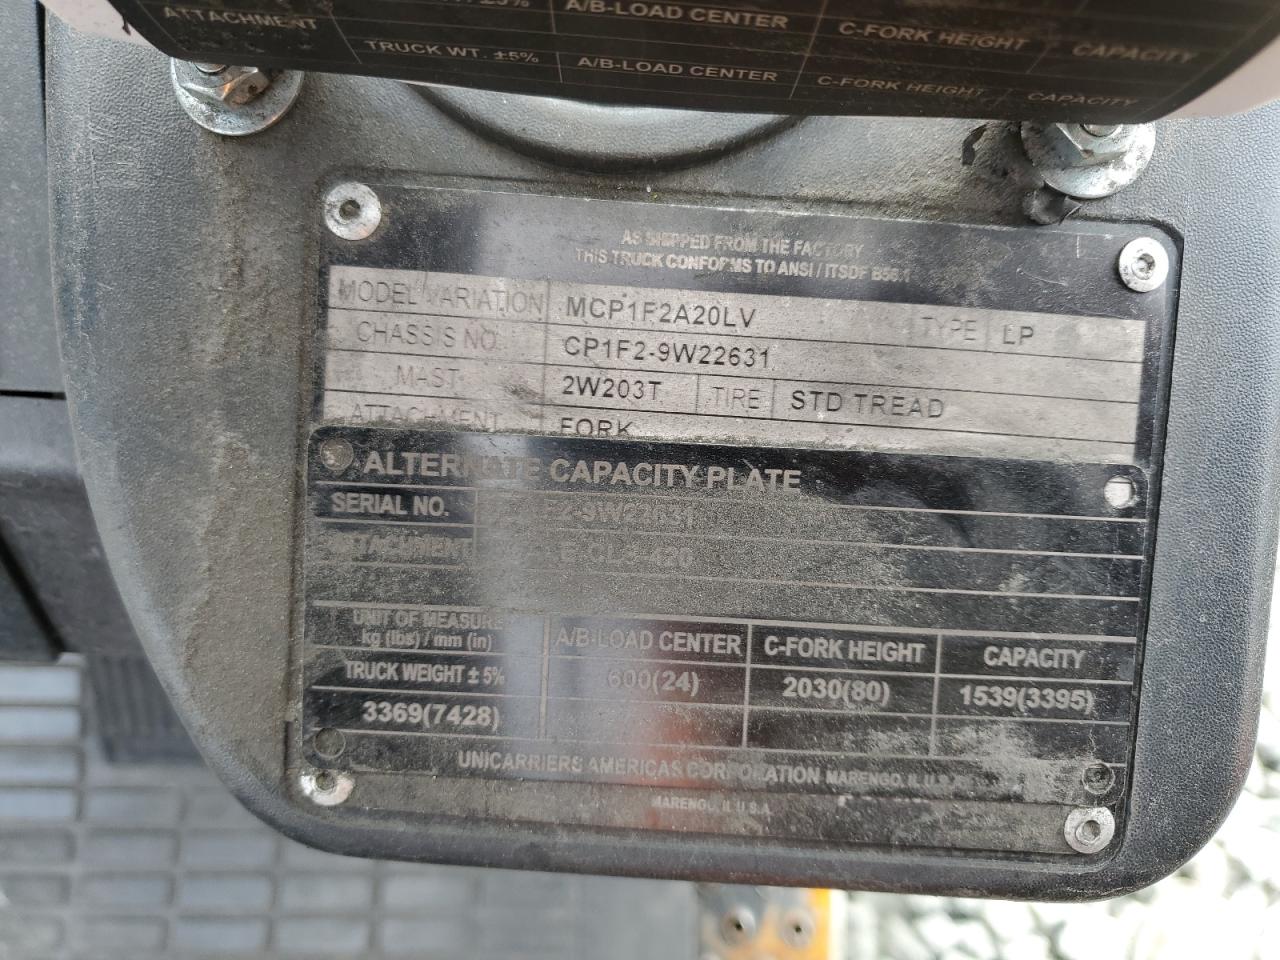 ATTACHMENT A/B-LOAD CENTER C-FORK HEIGHT CAPACITY
TRUCK WT. ±5% A/B-LOAD CENTER C-FORK HEIGHT CAPACITY
AS SHIPPED FROM THE FACTORY
THIS TRUCK CONFORMS TO ANSI / ITSDF B56.1
MODEL VARIATION MCP1F2A20LV TYPE LP
CHASSIS NO. CP1F2-9W22631
MAST 2W203T TIRE STD TREAD
ATTACHMENT FORK
ALTERNATE CAPACITY PLATE
SERIAL NO. F2-9W22631
ATTACHMENT
UNIT OF MEASURE A/B-LOAD CENTER C-FORK HEIGHT CAPACITY
kg (lbs) / mm (in)
TRUCK WEIGHT ± 5% 600(24) 2030(80) 1539(3395)
3369(7428)
UNICARRIERS AMERICAS CORPORATION MARENGO, IL U.S.A.
MARENGO, IL U.S.A.